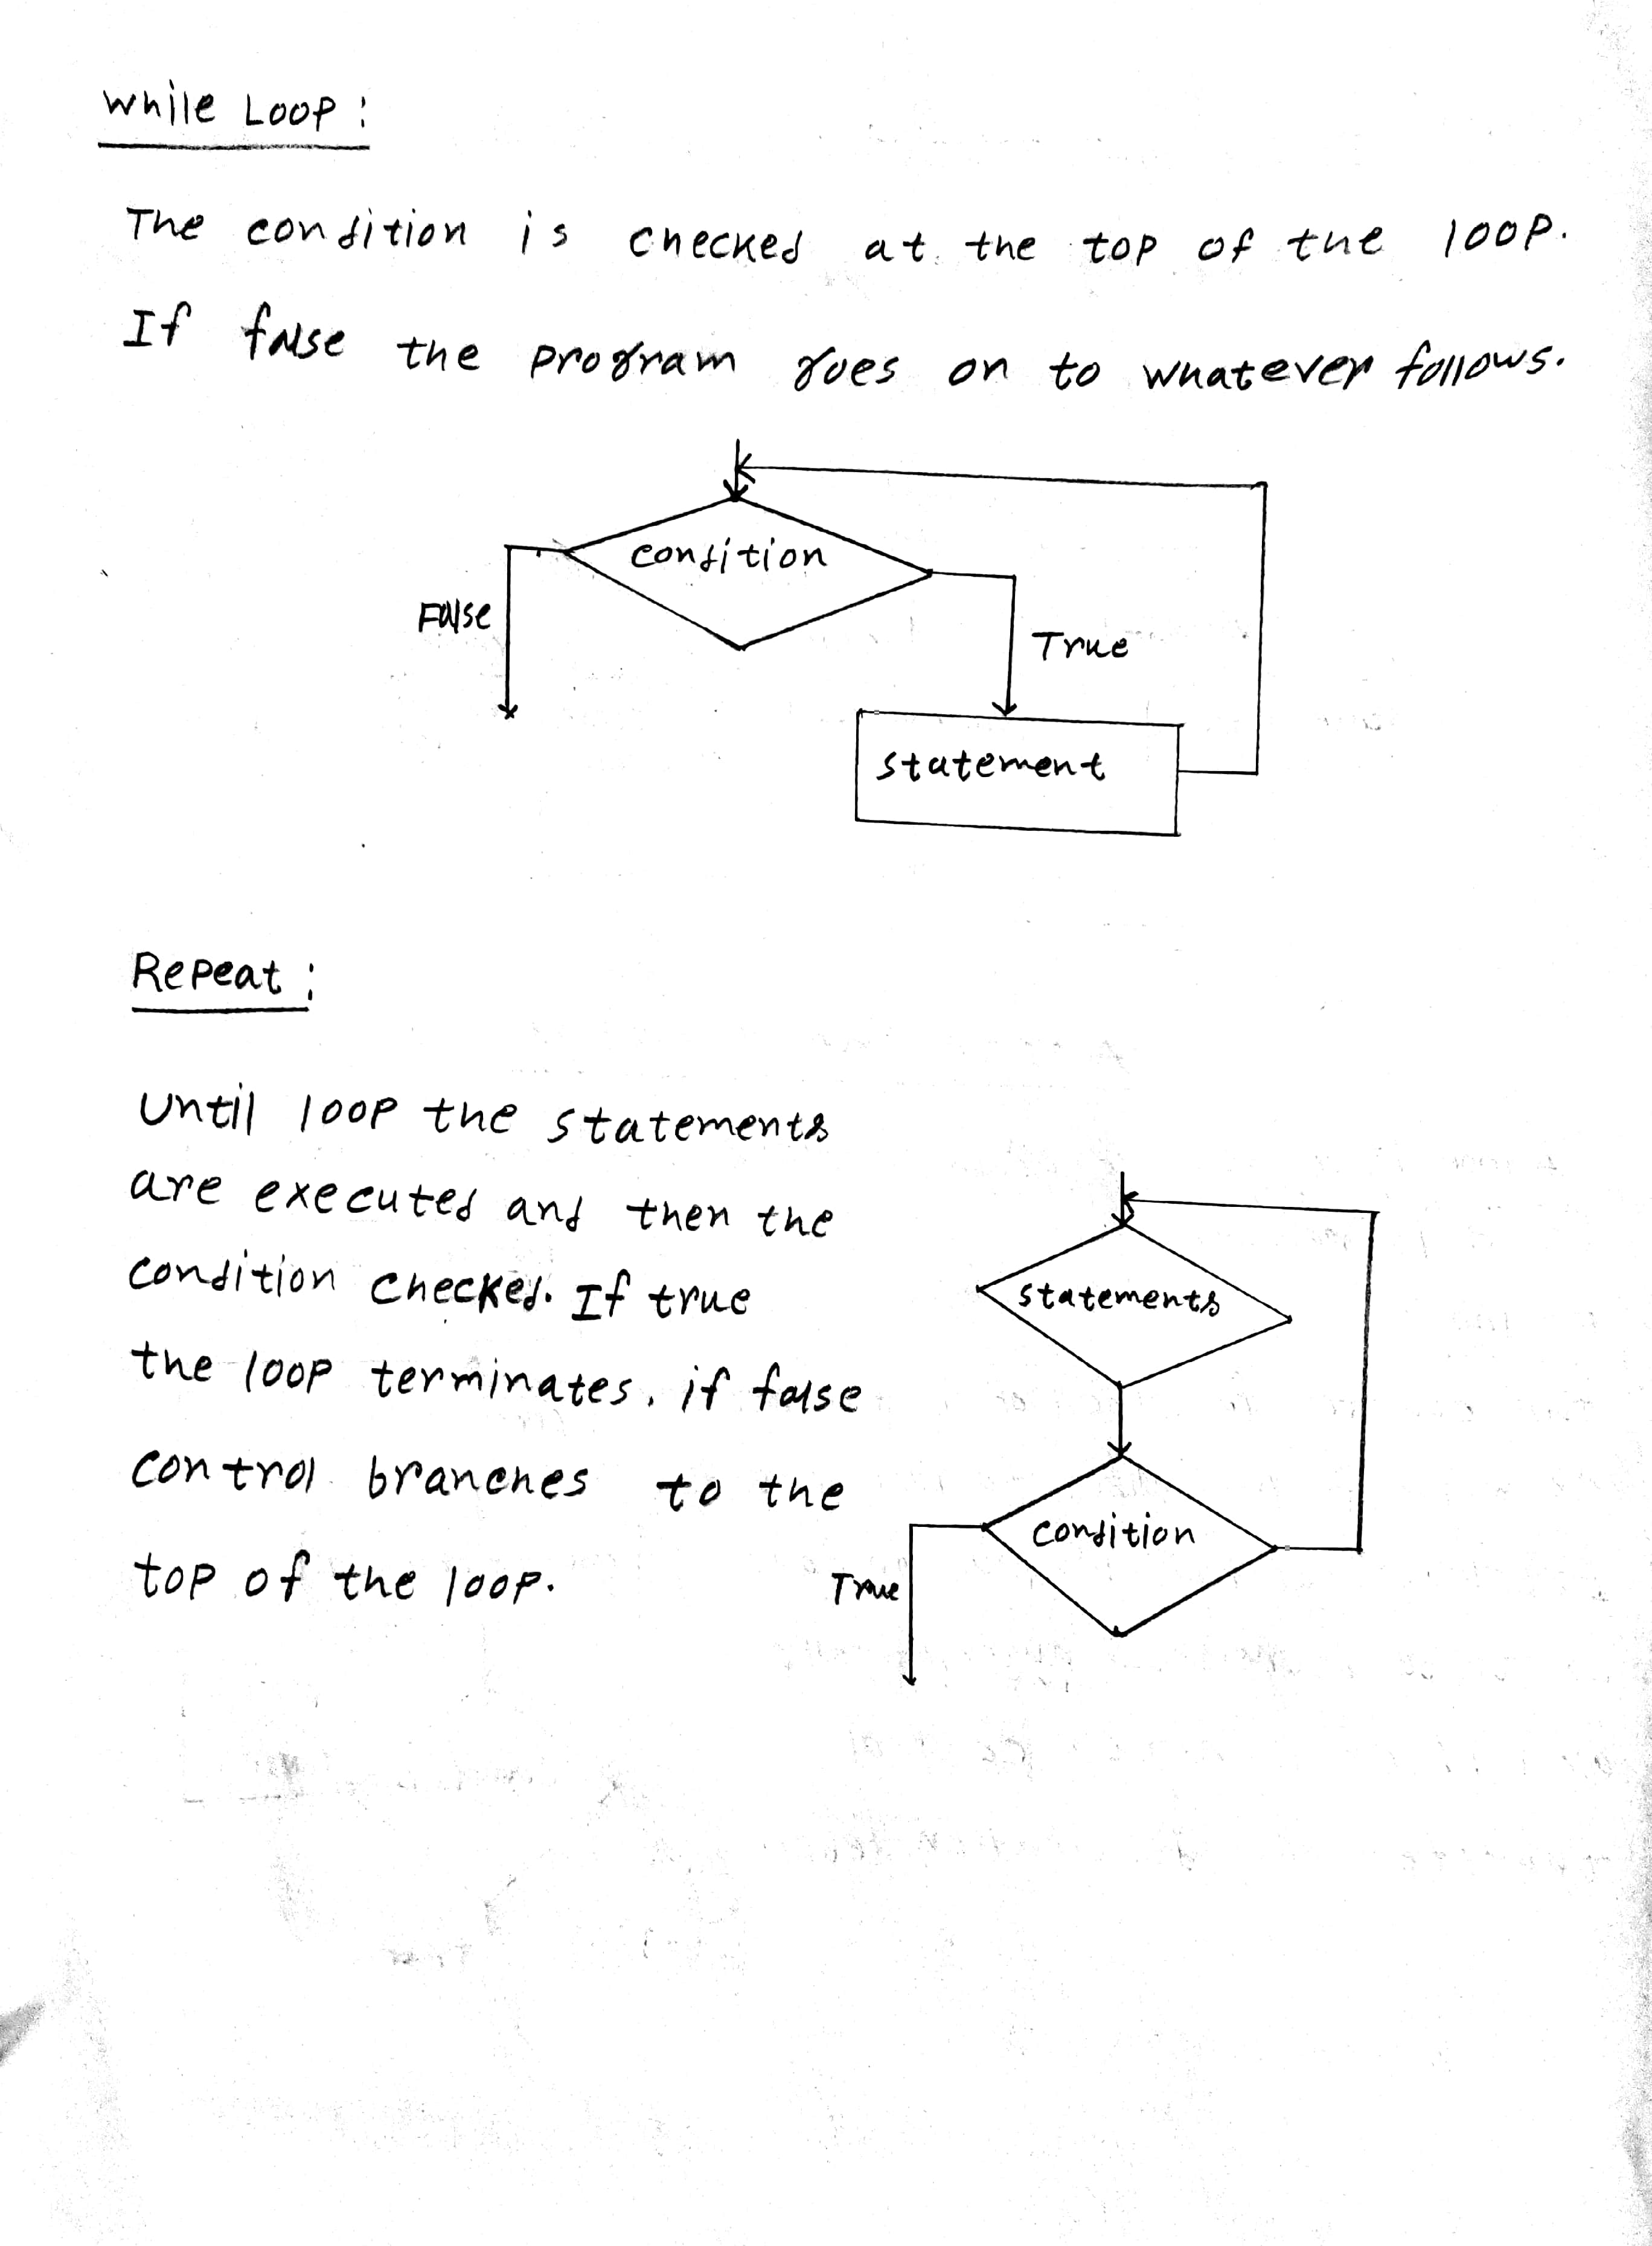 While Loop :
The condition is checked at the top of the loop.
If false the program goes on to whatever follows.
condition
False
True
statement
Repeat :
Until loop the statements
are executed and then the
condition checked. If true
the loop terminates. if false
control branches to the
top of the loop.
statements
condition
True